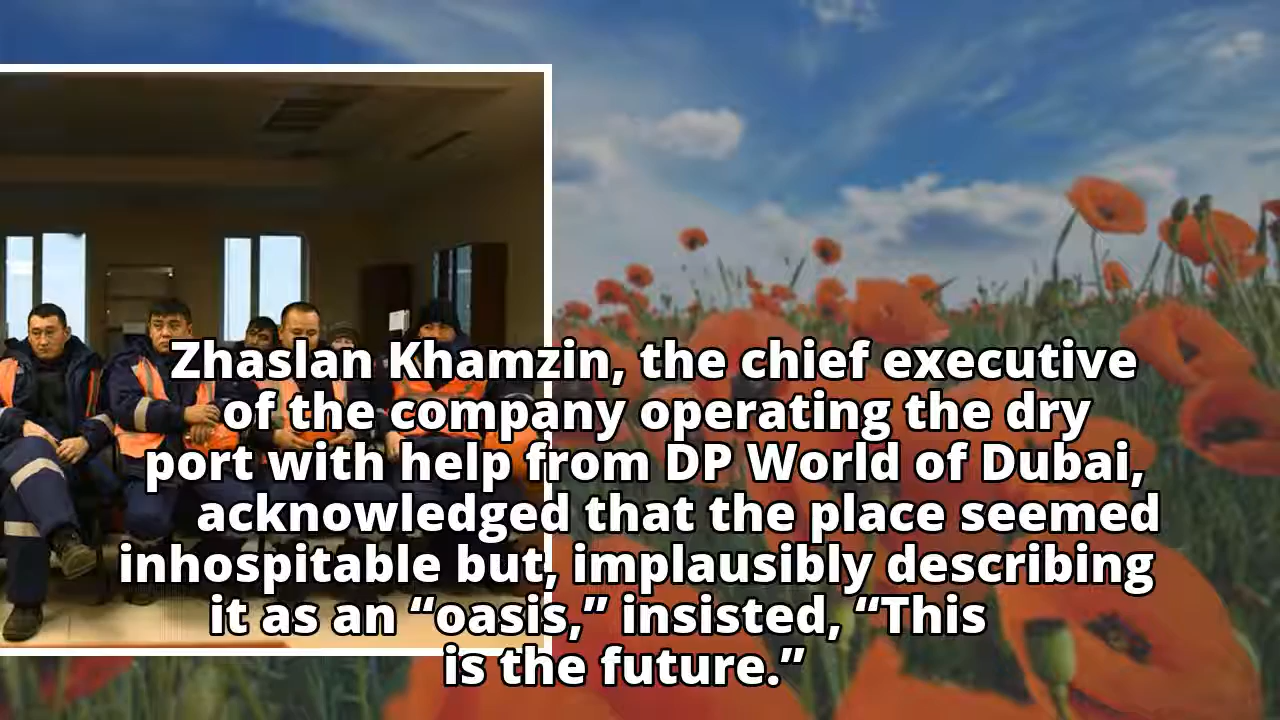 Zhaslan Khamzin, the chief executive
of the company operating the dry
port with help from DP World of Dubai,
acknowledged that the place seemed
inhospitable but, implausibly describing
it as an “oasis,” insisted, “This
is the future.”